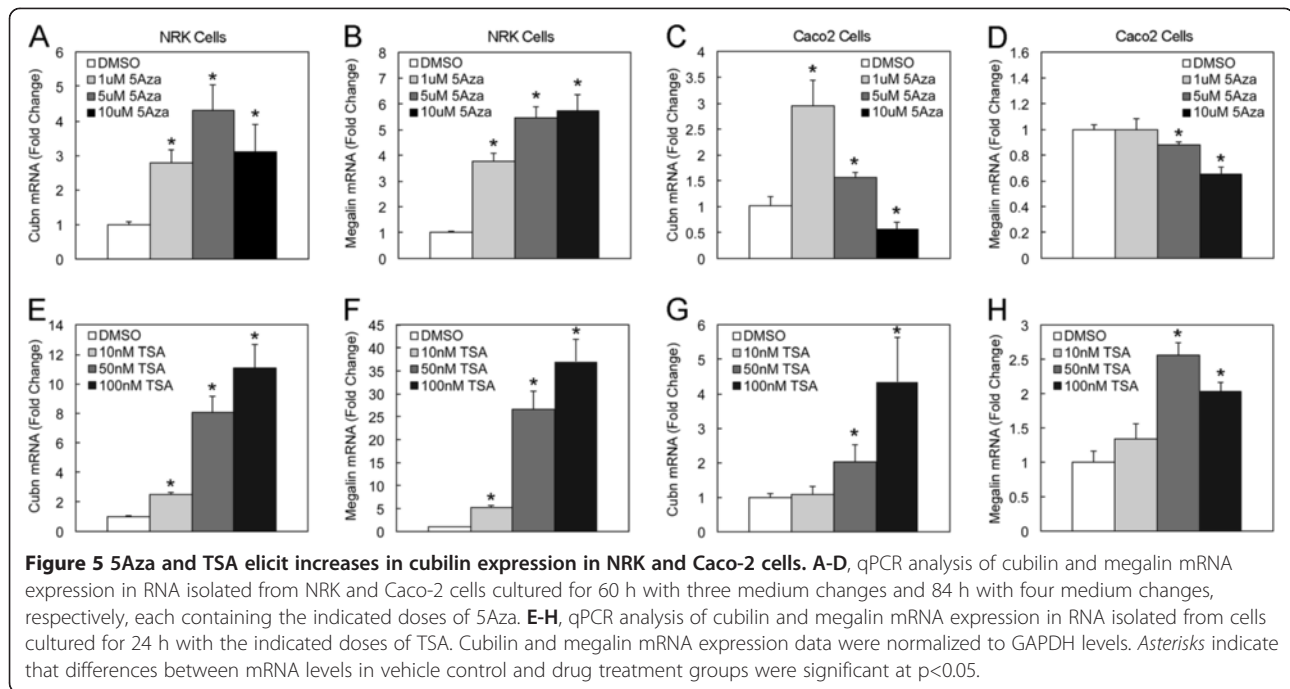 A
NRK Cells
Cubn mRNA (Fold Change)
6
5
4
3
2
1
0
DMSO
1uM 5Aza
5uM 5Aza
10uM 5Aza
*
*
*
B
NRK Cells
Megalin mRNA (Fold Change)
9
8
7
6
5
4
3
2
1
0
DMSO
1uM 5Aza
5uM 5Aza
10uM 5Aza
*
*
*
C
Caco2 Cells
Cubn mRNA (Fold Change)
4
3.5
3
2.5
2
1.5
1
0.5
0
DMSO
1uM 5Aza
5uM 5Aza
10uM 5Aza
*
*
*
D
Caco2 Cells
Megalin mRNA (Fold Change)
1.6
1.4
1.2
1
0.8
0.6
0.4
0.2
0
DMSO
1uM 5Aza
5uM 5Aza
10uM 5Aza
*
*
E
Cubn mRNA (Fold Change)
14
12
10
8
6
4
2
0
DMSO
10nM TSA
50nM TSA
100nM TSA
*
*
*
F
Megalin mRNA (Fold Change)
45
40
35
30
25
20
15
10
5
0
DMSO
10nM TSA
50nM TSA
100nM TSA
*
*
*
G
Cubn mRNA (Fold Change)
6
5
4
3
2
1
0
DMSO
10nM TSA
50nM TSA
100nM TSA
*
*
H
Megalin mRNA (Fold Change)
3
2.5
2
1.5
1
0.5
0
DMSO
10nM TSA
50nM TSA
100nM TSA
*
*
Figure 5 5Aza and TSA elicit increases in cubilin expression in NRK and Caco-2 cells. A-D, qPCR analysis of cubilin and megalin mRNA
expression in RNA isolated from NRK and Caco-2 cells cultured for 60 h with three medium changes and 84 h with four medium changes,
respectively, each containing the indicated doses of 5Aza. E-H, qPCR analysis of cubilin and megalin mRNA expression in RNA isolated from cells
cultured for 24 h with the indicated doses of TSA. Cubilin and megalin mRNA expression data were normalized to GAPDH levels. Asterisks indicate
that differences between mRNA levels in vehicle control and drug treatment groups were significant at p<0.05.